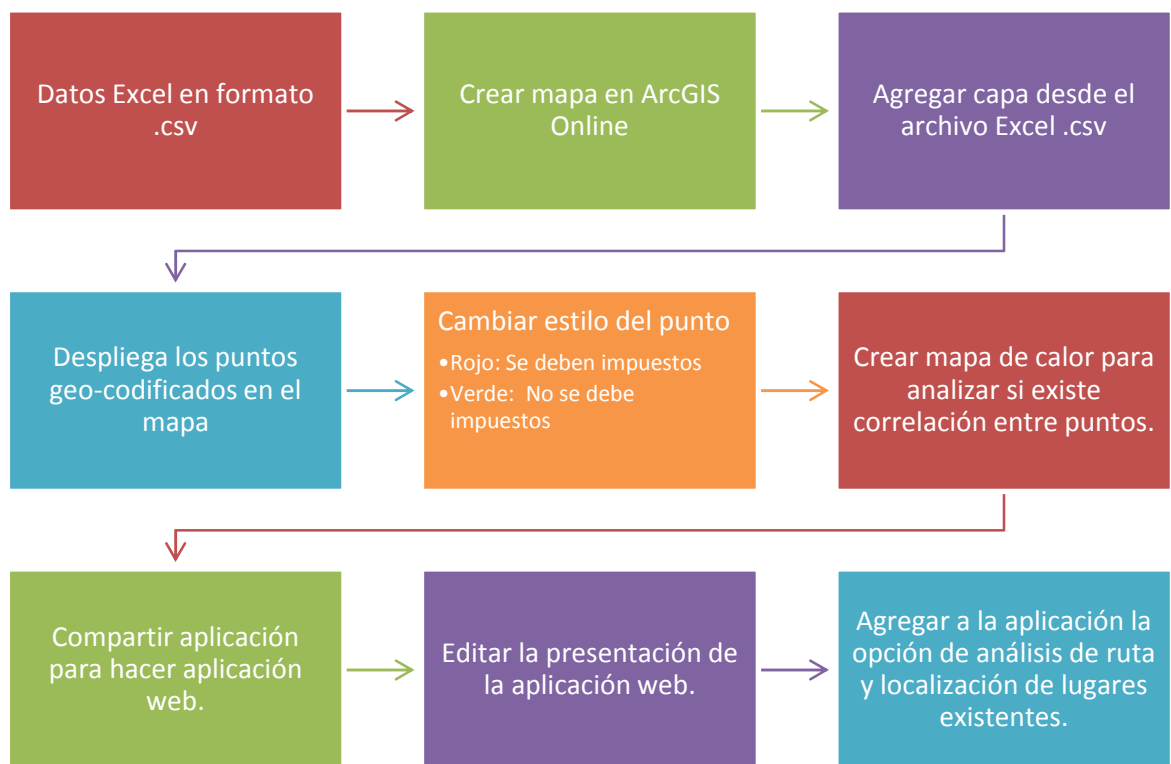 Datos Excel en formato
.csv
Crear mapa en ArcGIS
Online
Agregar capa desde el
archivo Excel .csv
Despliega los puntos
geo-codificados en el
mapa
Cambiar estilo del punto
•Rojo: Se deben impuestos
•Verde: No se debe
impuestos
Crear mapa de calor para
analizar si existe
correlación entre puntos.
Compartir aplicación
para hacer aplicación
web.
Editar la presentación de
la aplicación web.
Agregar a la aplicación la
opción de análisis de ruta
y localización de lugares
existentes.